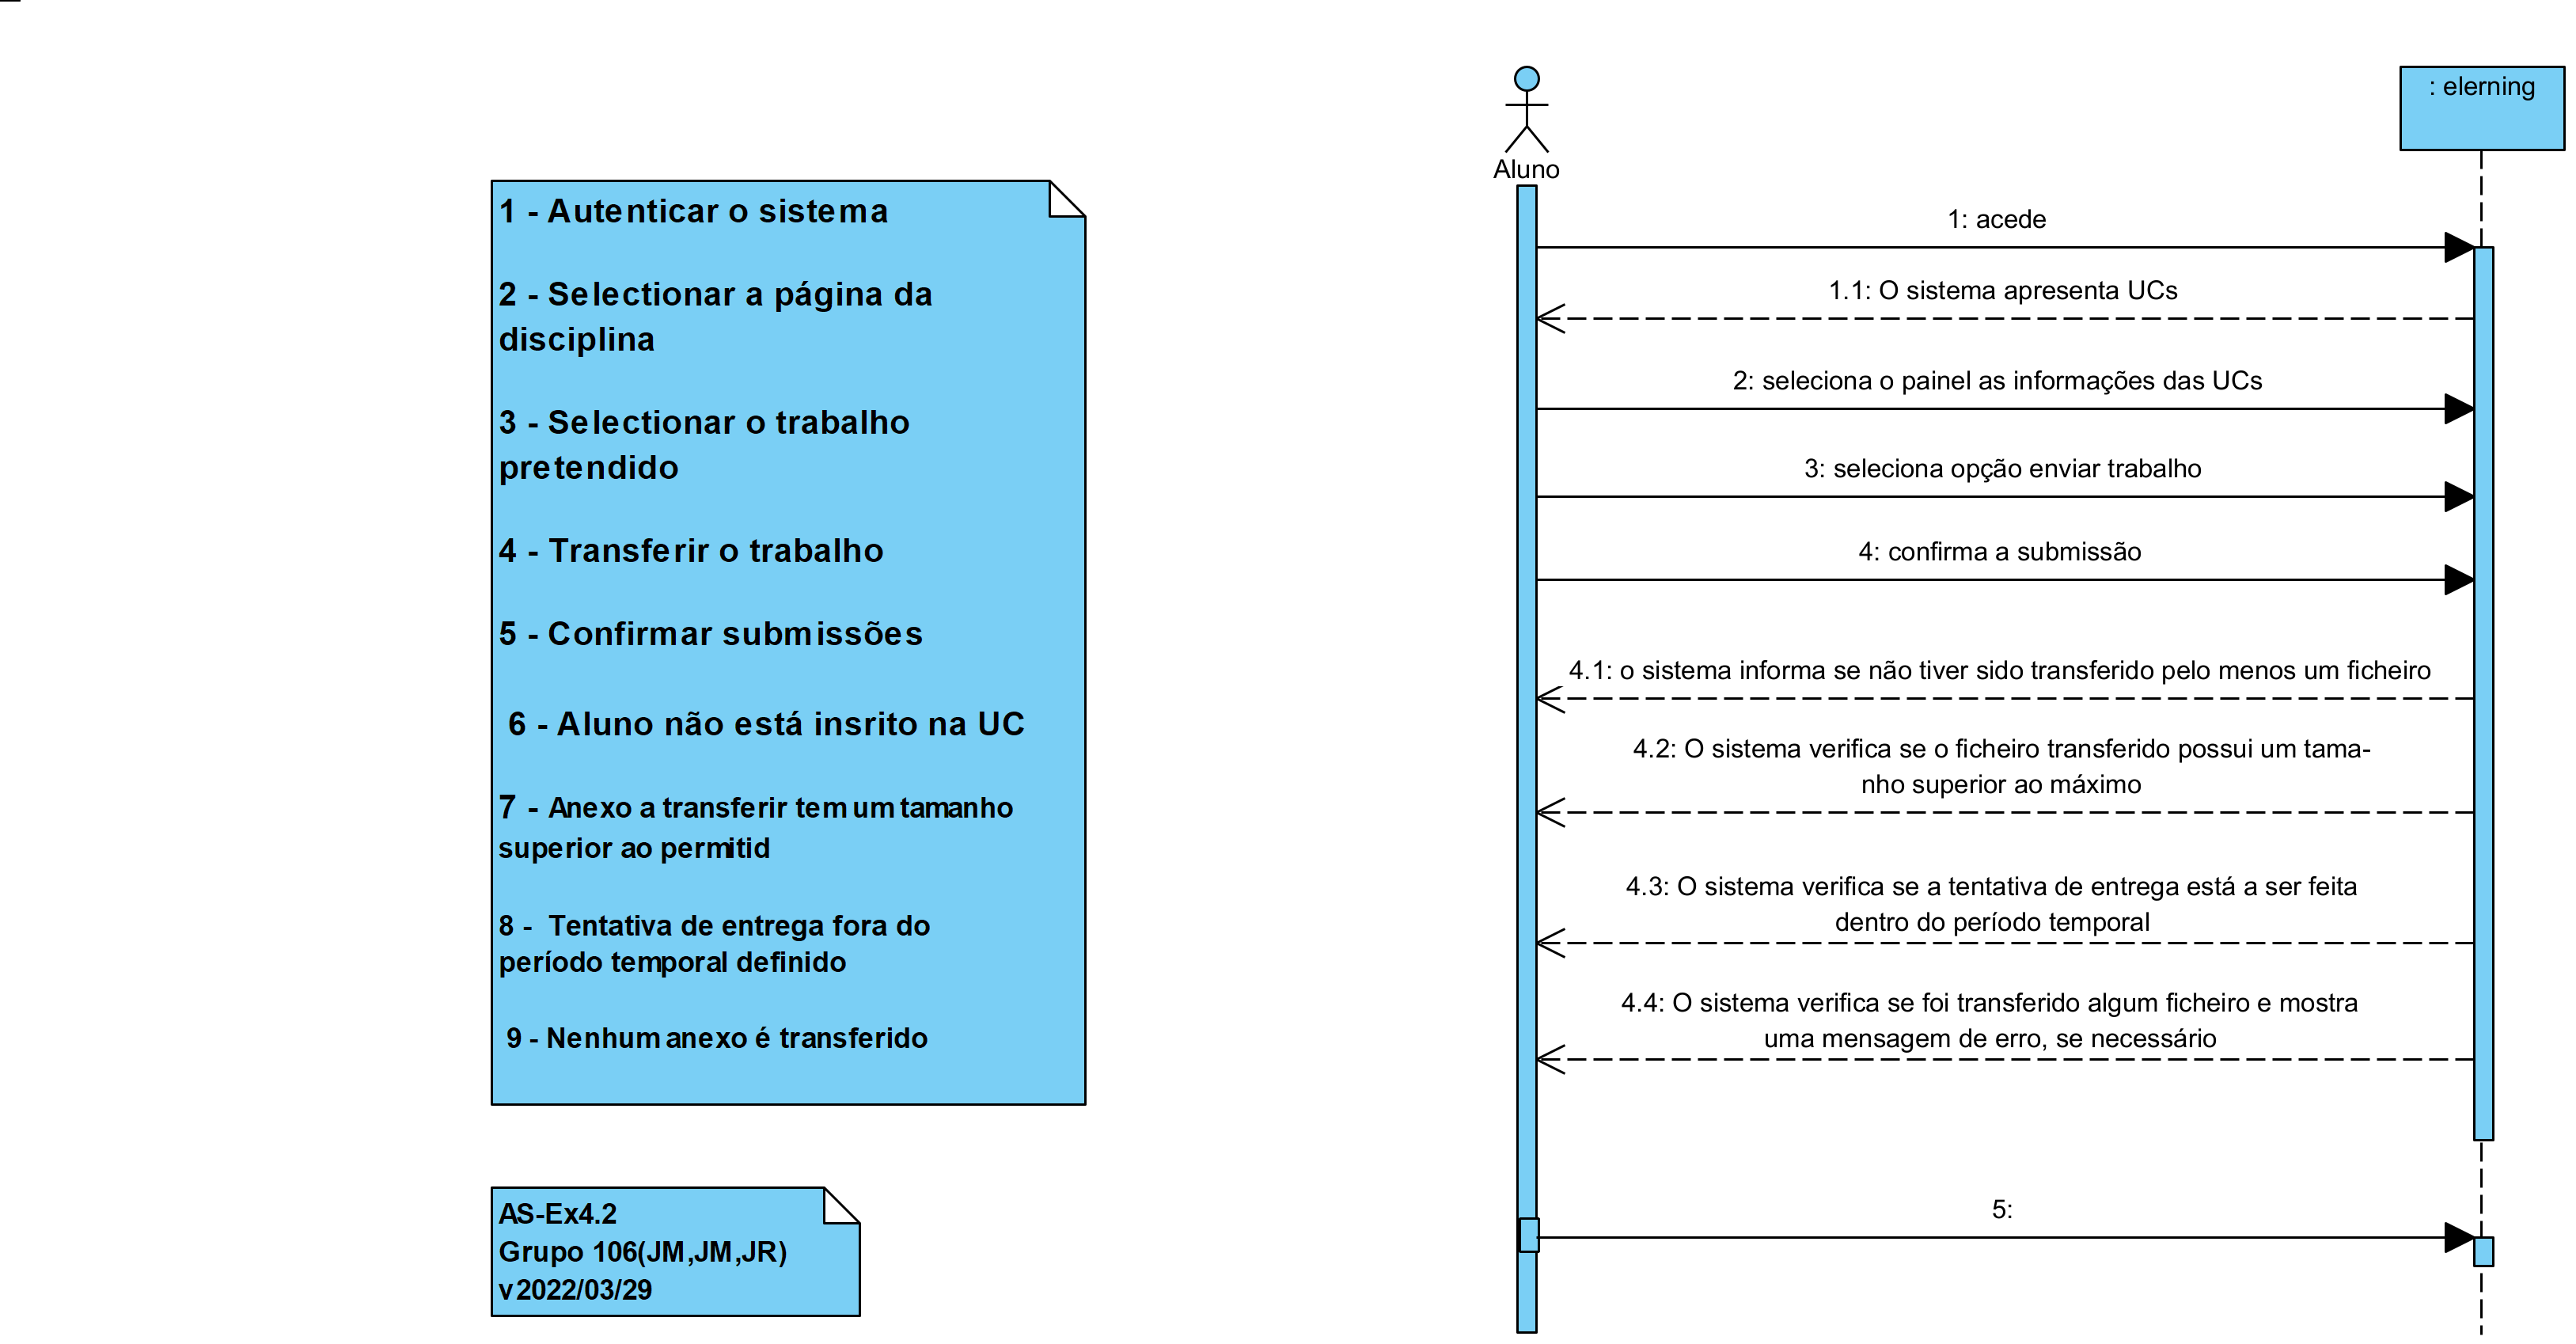 1 - Autenticar o sistema
2 - Selectionar a página da
disciplina
3 - Selectionar o trabalho
pretendido
4 - Transferir o trabalho
5 - Confirmar submissões
6 - Aluno não está insrito na UC
7 - Anexo a transferir tem um tamanho
superior ao permitid
8 - Tentativa de entrega fora do
período temporal definido
9 - Nenhum anexo é transferido
AS-Ex4.2
Grupo 106(JM,JM,JR)
v2022/03/29
Aluno
: elerning
1: acede
1.1: O sistema apresenta UCs
2: seleciona o painel as informações das UCs
3: seleciona opção enviar trabalho
4: confirma a submissão
4.1: o sistema informa se não tiver sido transferido pelo menos um ficheiro
4.2: O sistema verifica se o ficheiro transferido possui um tama-
nho superior ao máximo
4.3: O sistema verifica se a tentativa de entrega está a ser feita
dentro do período temporal
4.4: O sistema verifica se foi transferido algum ficheiro e mostra
uma mensagem de erro, se necessário
5: